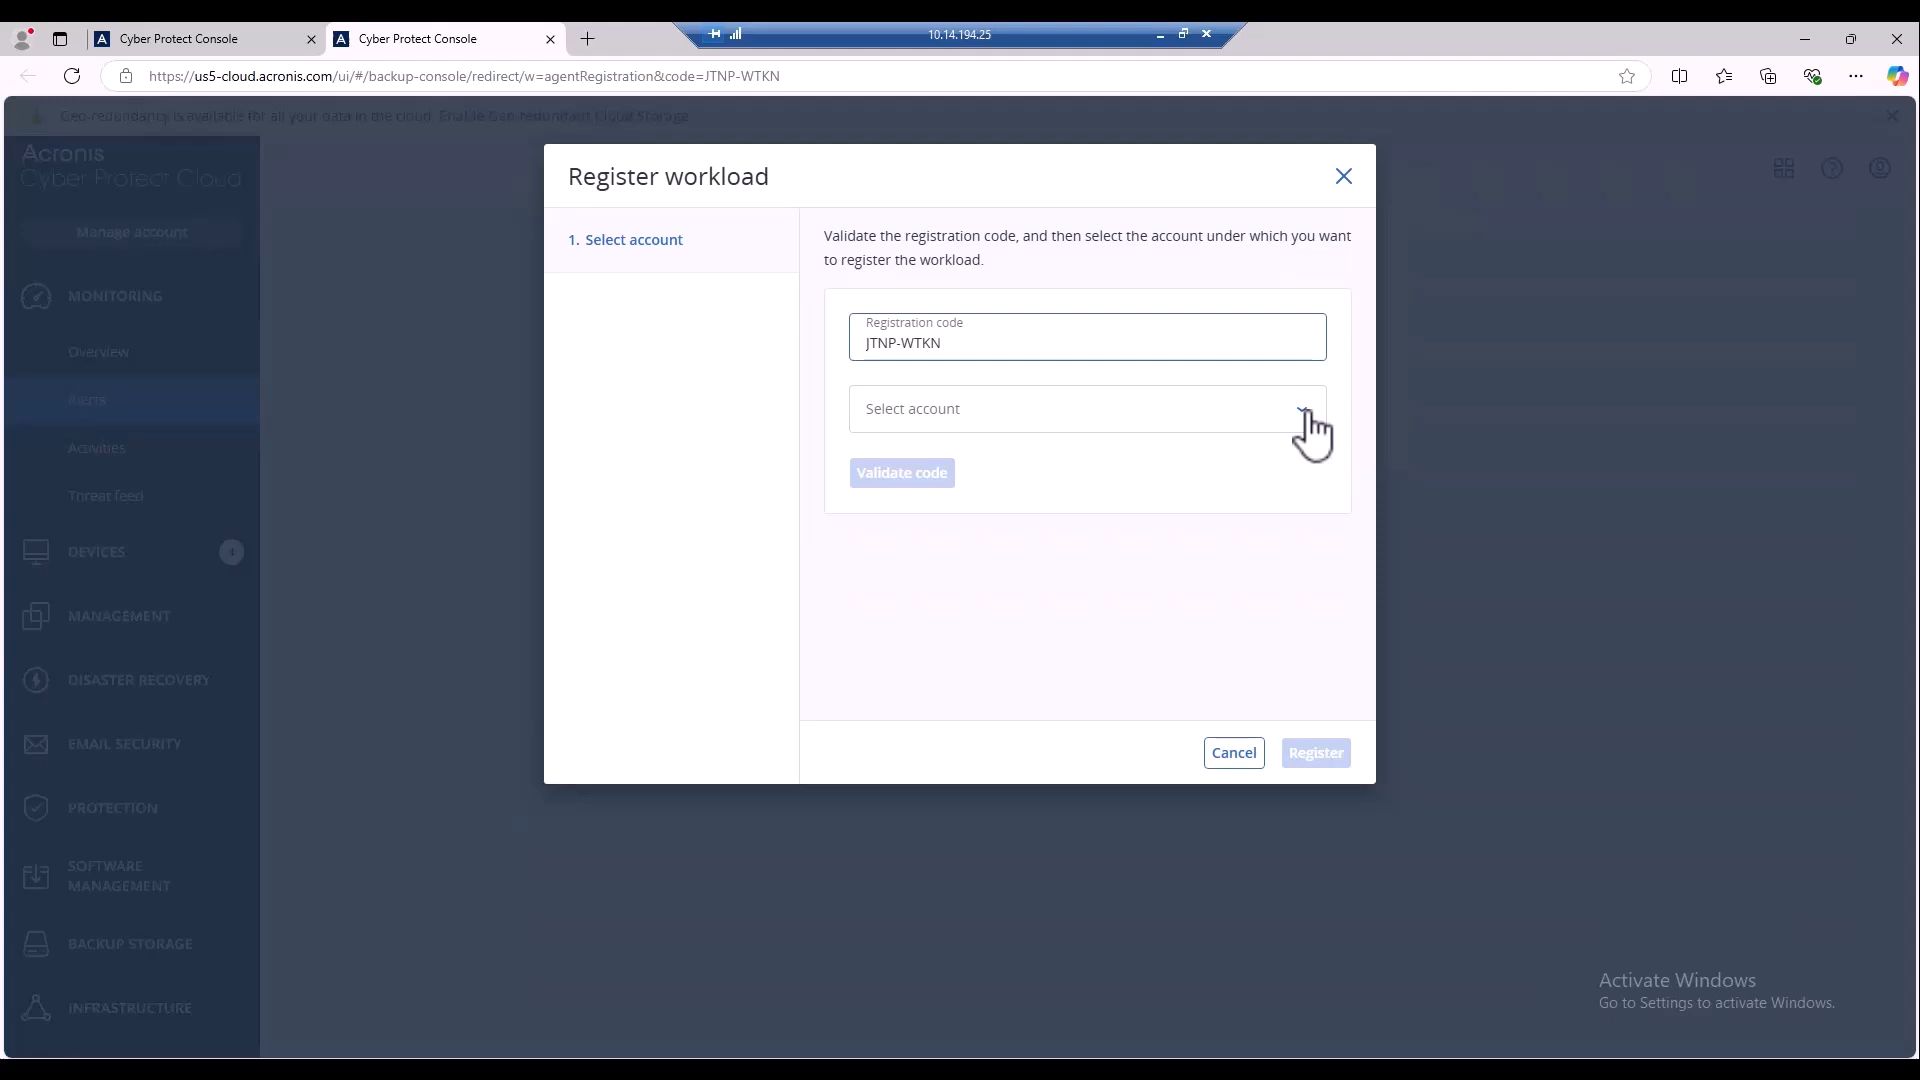 Cyber Protect Console
Cyber Protect Console
10.14.194.25
https://us5-cloud.acronis.com/ui/#/backup-console/redirect/w=agentRegistration&code=JTNP-WTKN
Geo-redundancy is available for all your data in the cloud. Enable Geo-redundant Cloud Storage
Acronis
Cyber Protect Cloud
Manage account
MONITORING
Overview
Alerts
Activities
Threat feed
DEVICES
MANAGEMENT
DISASTER RECOVERY
EMAIL SECURITY
PROTECTION
SOFTWARE
MANAGEMENT
BACKUP STORAGE
INFRASTRUCTURE
Register workload
1. Select account
Validate the registration code, and then select the account under which you want
to register the workload.
Registration code
JTNP-WTKN
Select account
Validate code
Cancel
Register
Activate Windows
Go to Settings to activate Windows.